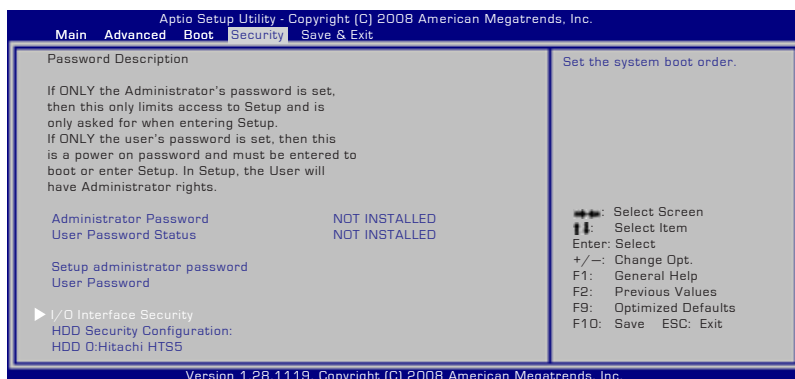 Aptio Setup Utility - Copyright (C) 2008 American Megatrends, Inc.
Main Advanced Boot Security Save & Exit
Password Description
If ONLY the Administrator's password is set,
then this only limits access to Setup and is
only asked for when entering Setup.
If ONLY the user's password is set, then this
is a power on password and must be entered to
boot or enter Setup. In Setup, the User will
have Administrator rights.
Administrator Password NOT INSTALLED
User Password Status NOT INSTALLED
Setup administrator password
User Password
I/O Interface Security
HDD Security Configuration:
HDD 0:Hitachi HTS5
Set the system boot order.
→←: Select Screen
↑↓: Select Item
Enter: Select
+/—: Change Opt.
F1: General Help
F2: Previous Values
F9: Optimized Defaults
F10: Save ESC: Exit
Version 1.28.1119. Copyright (C) 2008 American Megatrends, Inc.